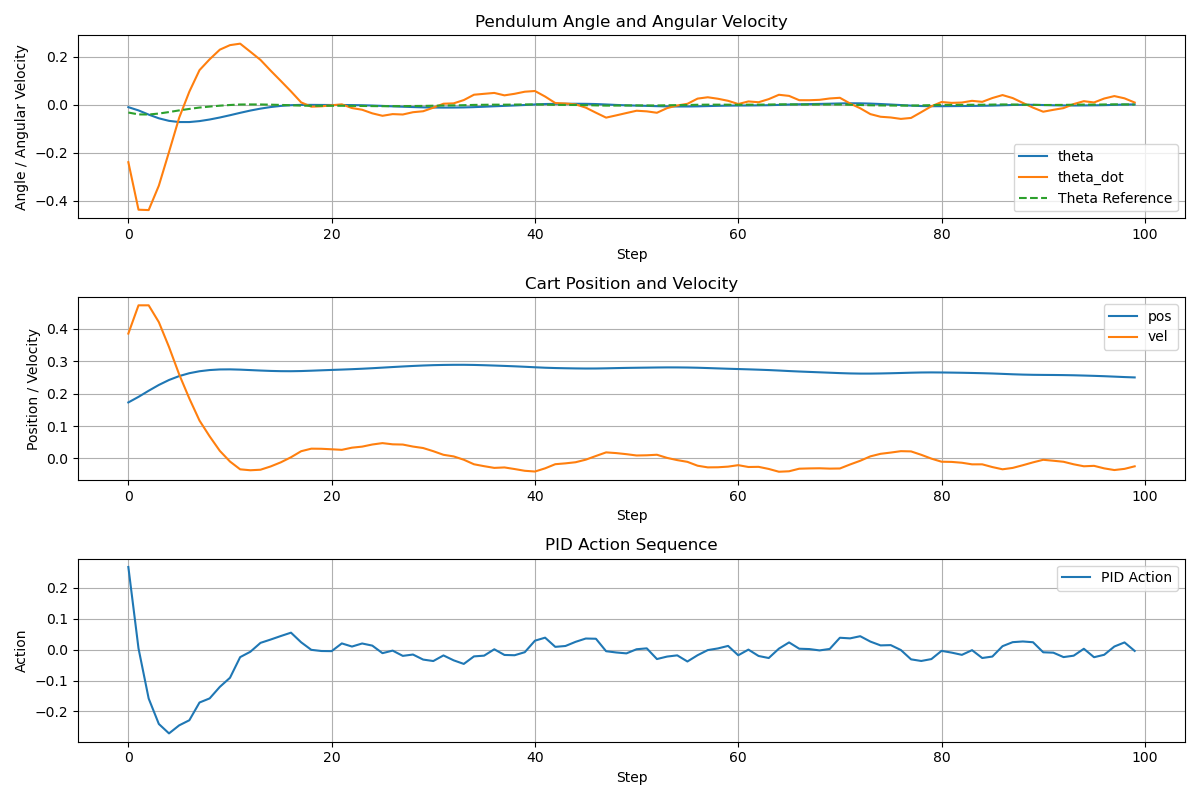 Pendulum Angle and Angular Velocity
Angle / Angular Velocity
0.2
0.0
−0.2
−0.4
theta
theta_dot
Theta Reference
0 20 40 60 80 100
Step
Cart Position and Velocity
Position / Velocity
0.4
0.3
0.2
0.1
0.0
pos
vel
0 20 40 60 80 100
Step
PID Action Sequence
Action
0.2
0.1
0.0
−0.1
−0.2
PID Action
0 20 40 60 80 100
Step